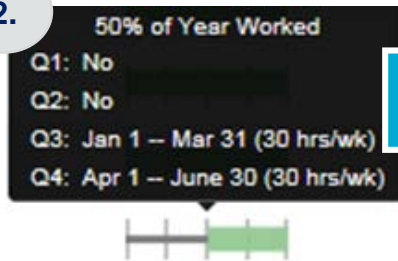 2.
50% of Year Worked
Q1: No
Q2: No
Q3: Jan 1 -- Mar 31 (30 hrs/wk)
Q4: Apr 1 -- June 30 (30 hrs/wk)